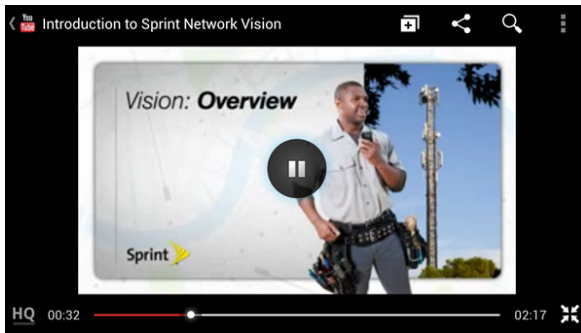 You
Tube
Introduction to Sprint Network Vision
Vision: Overview
Sprint
HQ
00:32
02:17